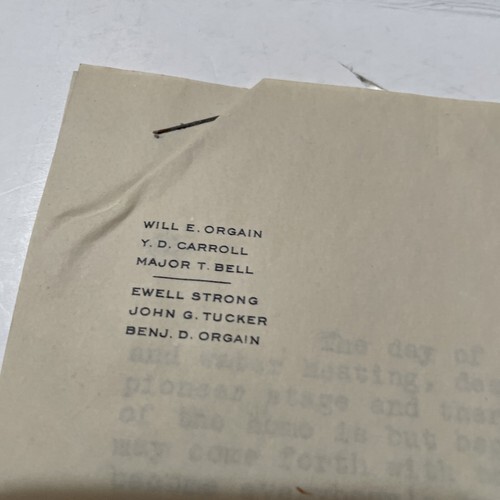 WILL E. ORGAIN
Y. D. CARROLL
MAJOR T. BELL
EWELL STRONG
JOHN G. TUCKER
BENJ. D. ORGAIN
The day of
and water heating,
pioneer stage and
of the home is but
may come forth with